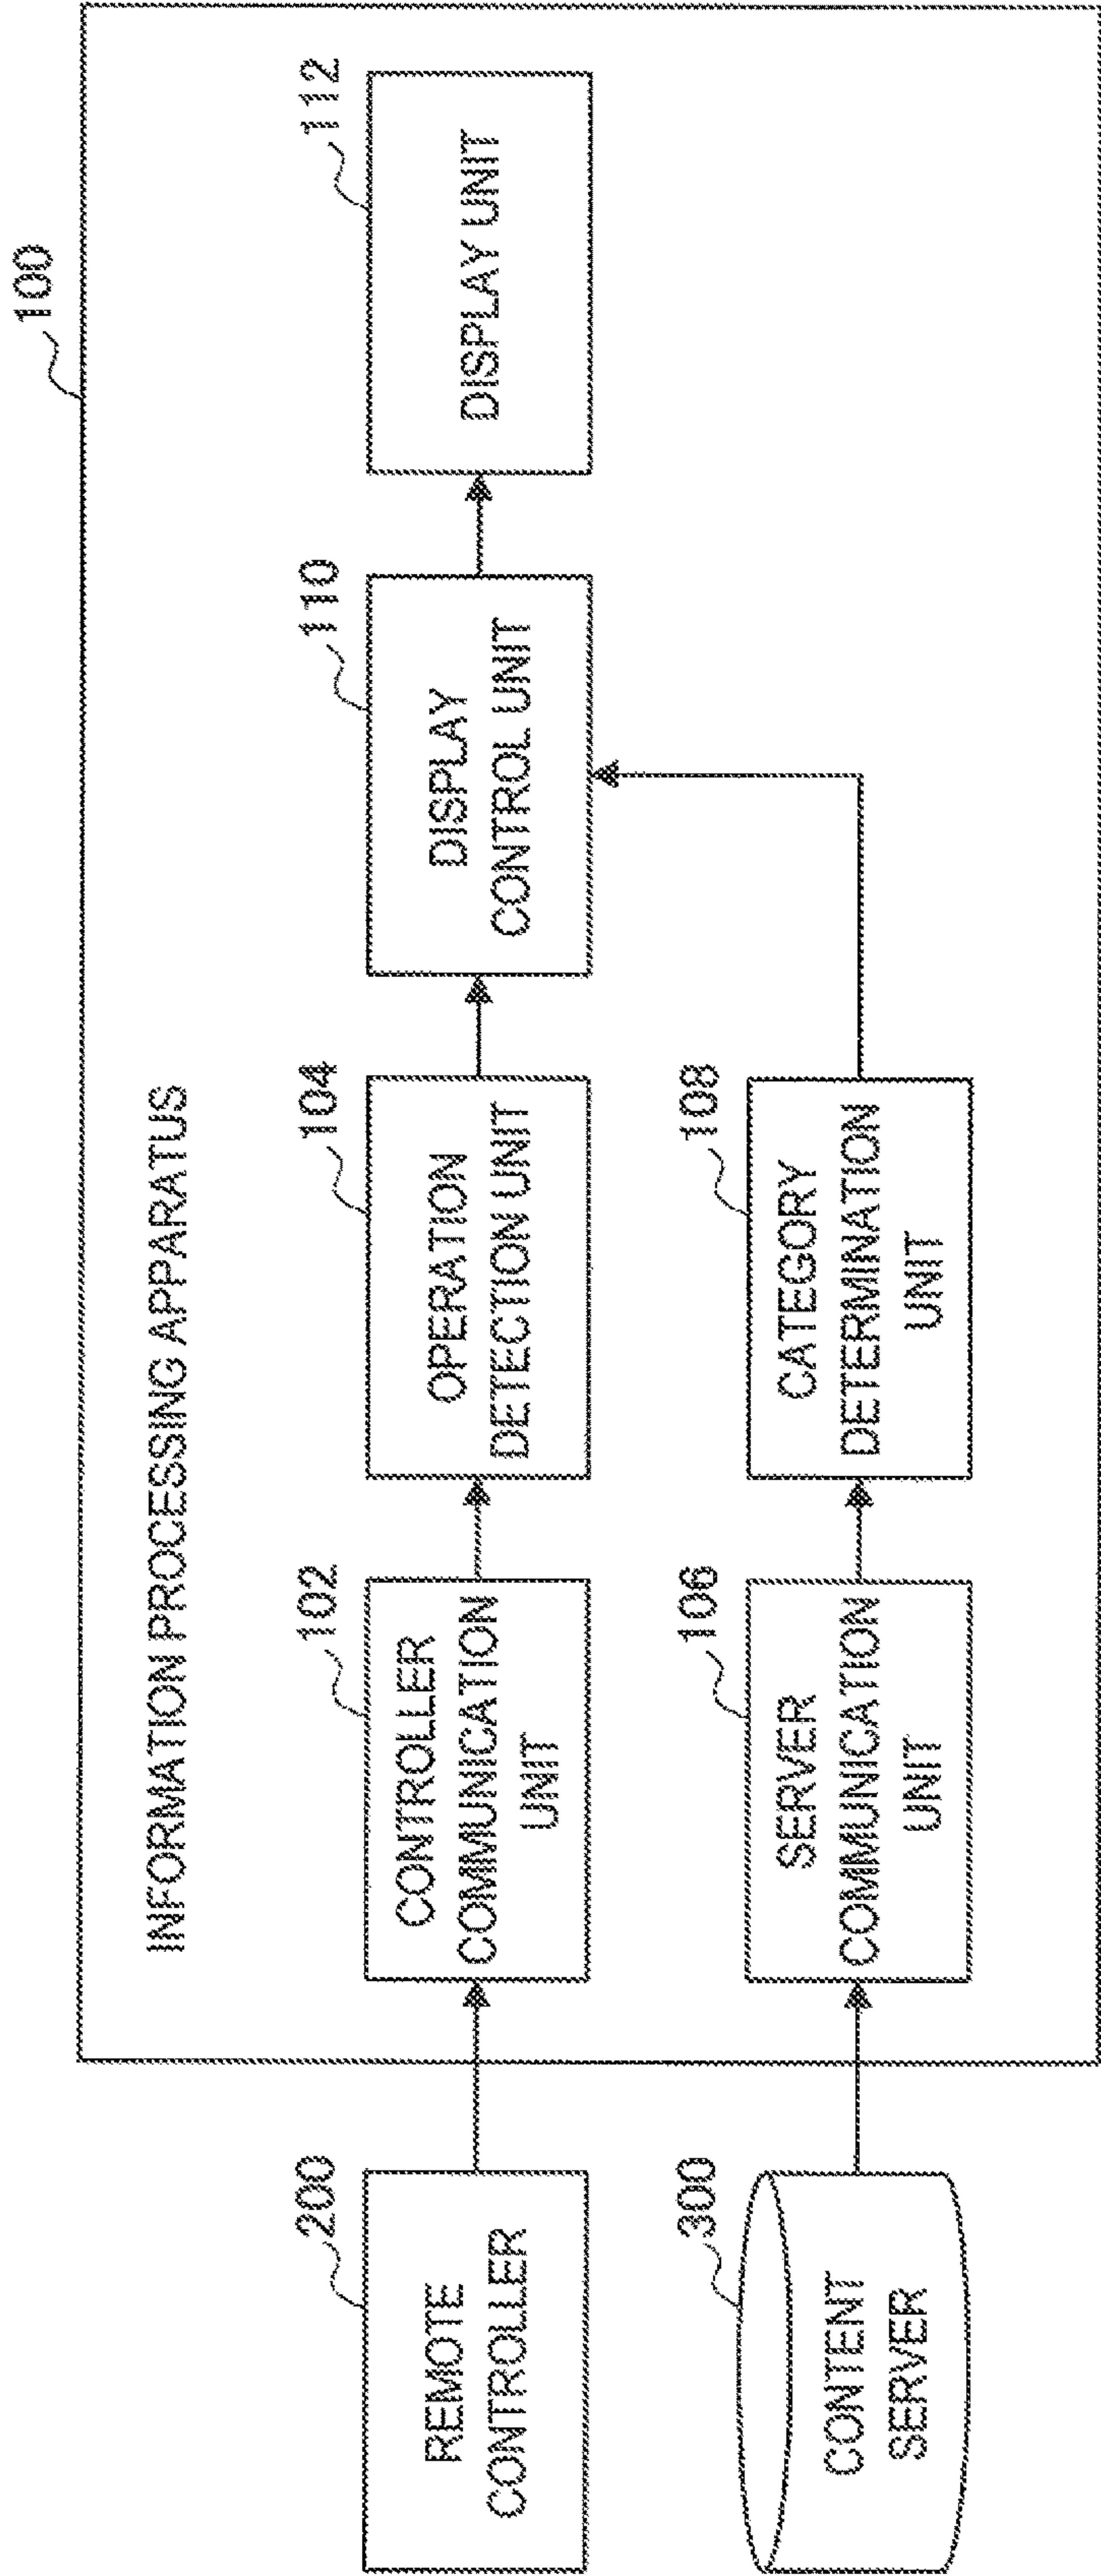 100
INFORMATION PROCESSING APPARATUS
200
REMOTE
CONTROLLER
102
CONTROLLER
COMMUNICATION
UNIT
104
OPERATION
DETECTION UNIT
110
DISPLAY
CONTROL UNIT
112
DISPLAY UNIT
300
CONTENT
SERVER
106
SERVER
COMMUNICATION
UNIT
108
CATEGORY
DETERMINATION
UNIT